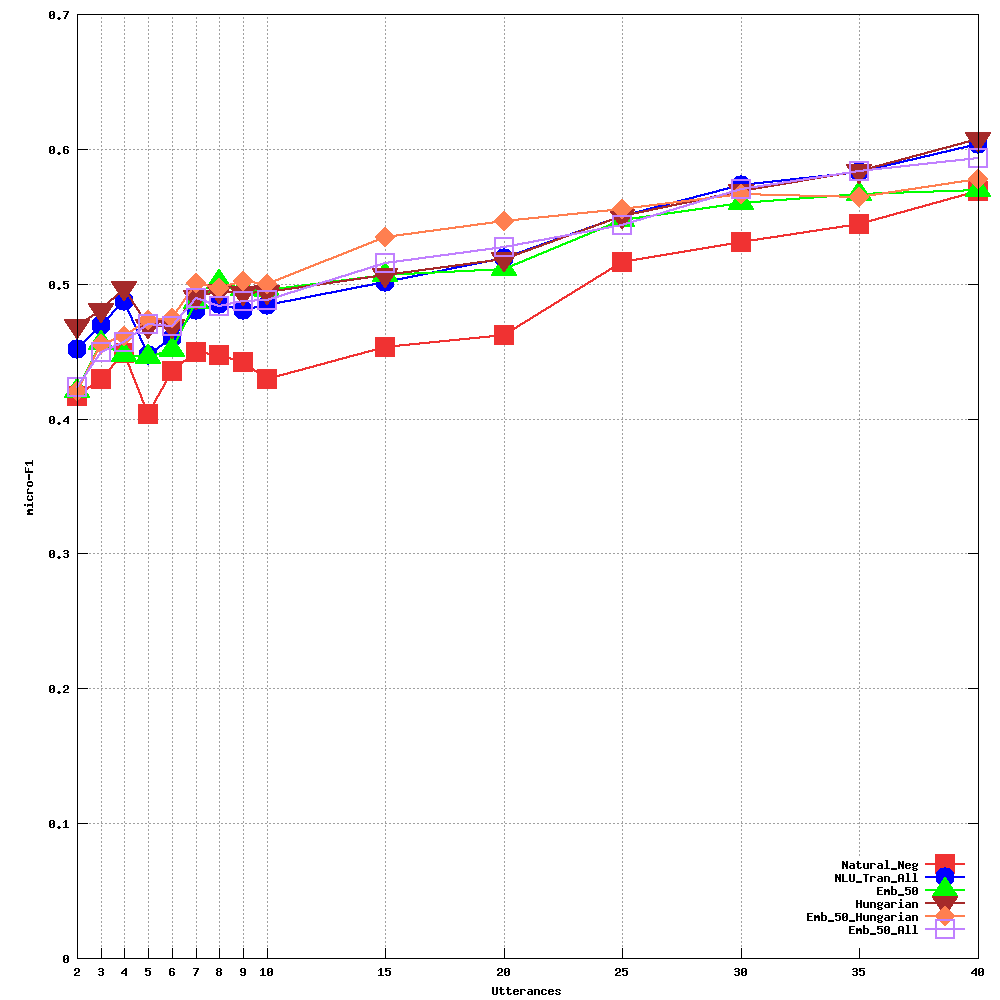 0.7
0.6
0.5
0.4
0.3
0.2
0.1
0
micro-F1
2 3 4 5 6 7 8 9 10 15 20 25 30 35 40
Utterances
Natural_Neg
NLU_Tran_All
Emb_50
Hungarian
Emb_50_Hungarian
Emb_50_All